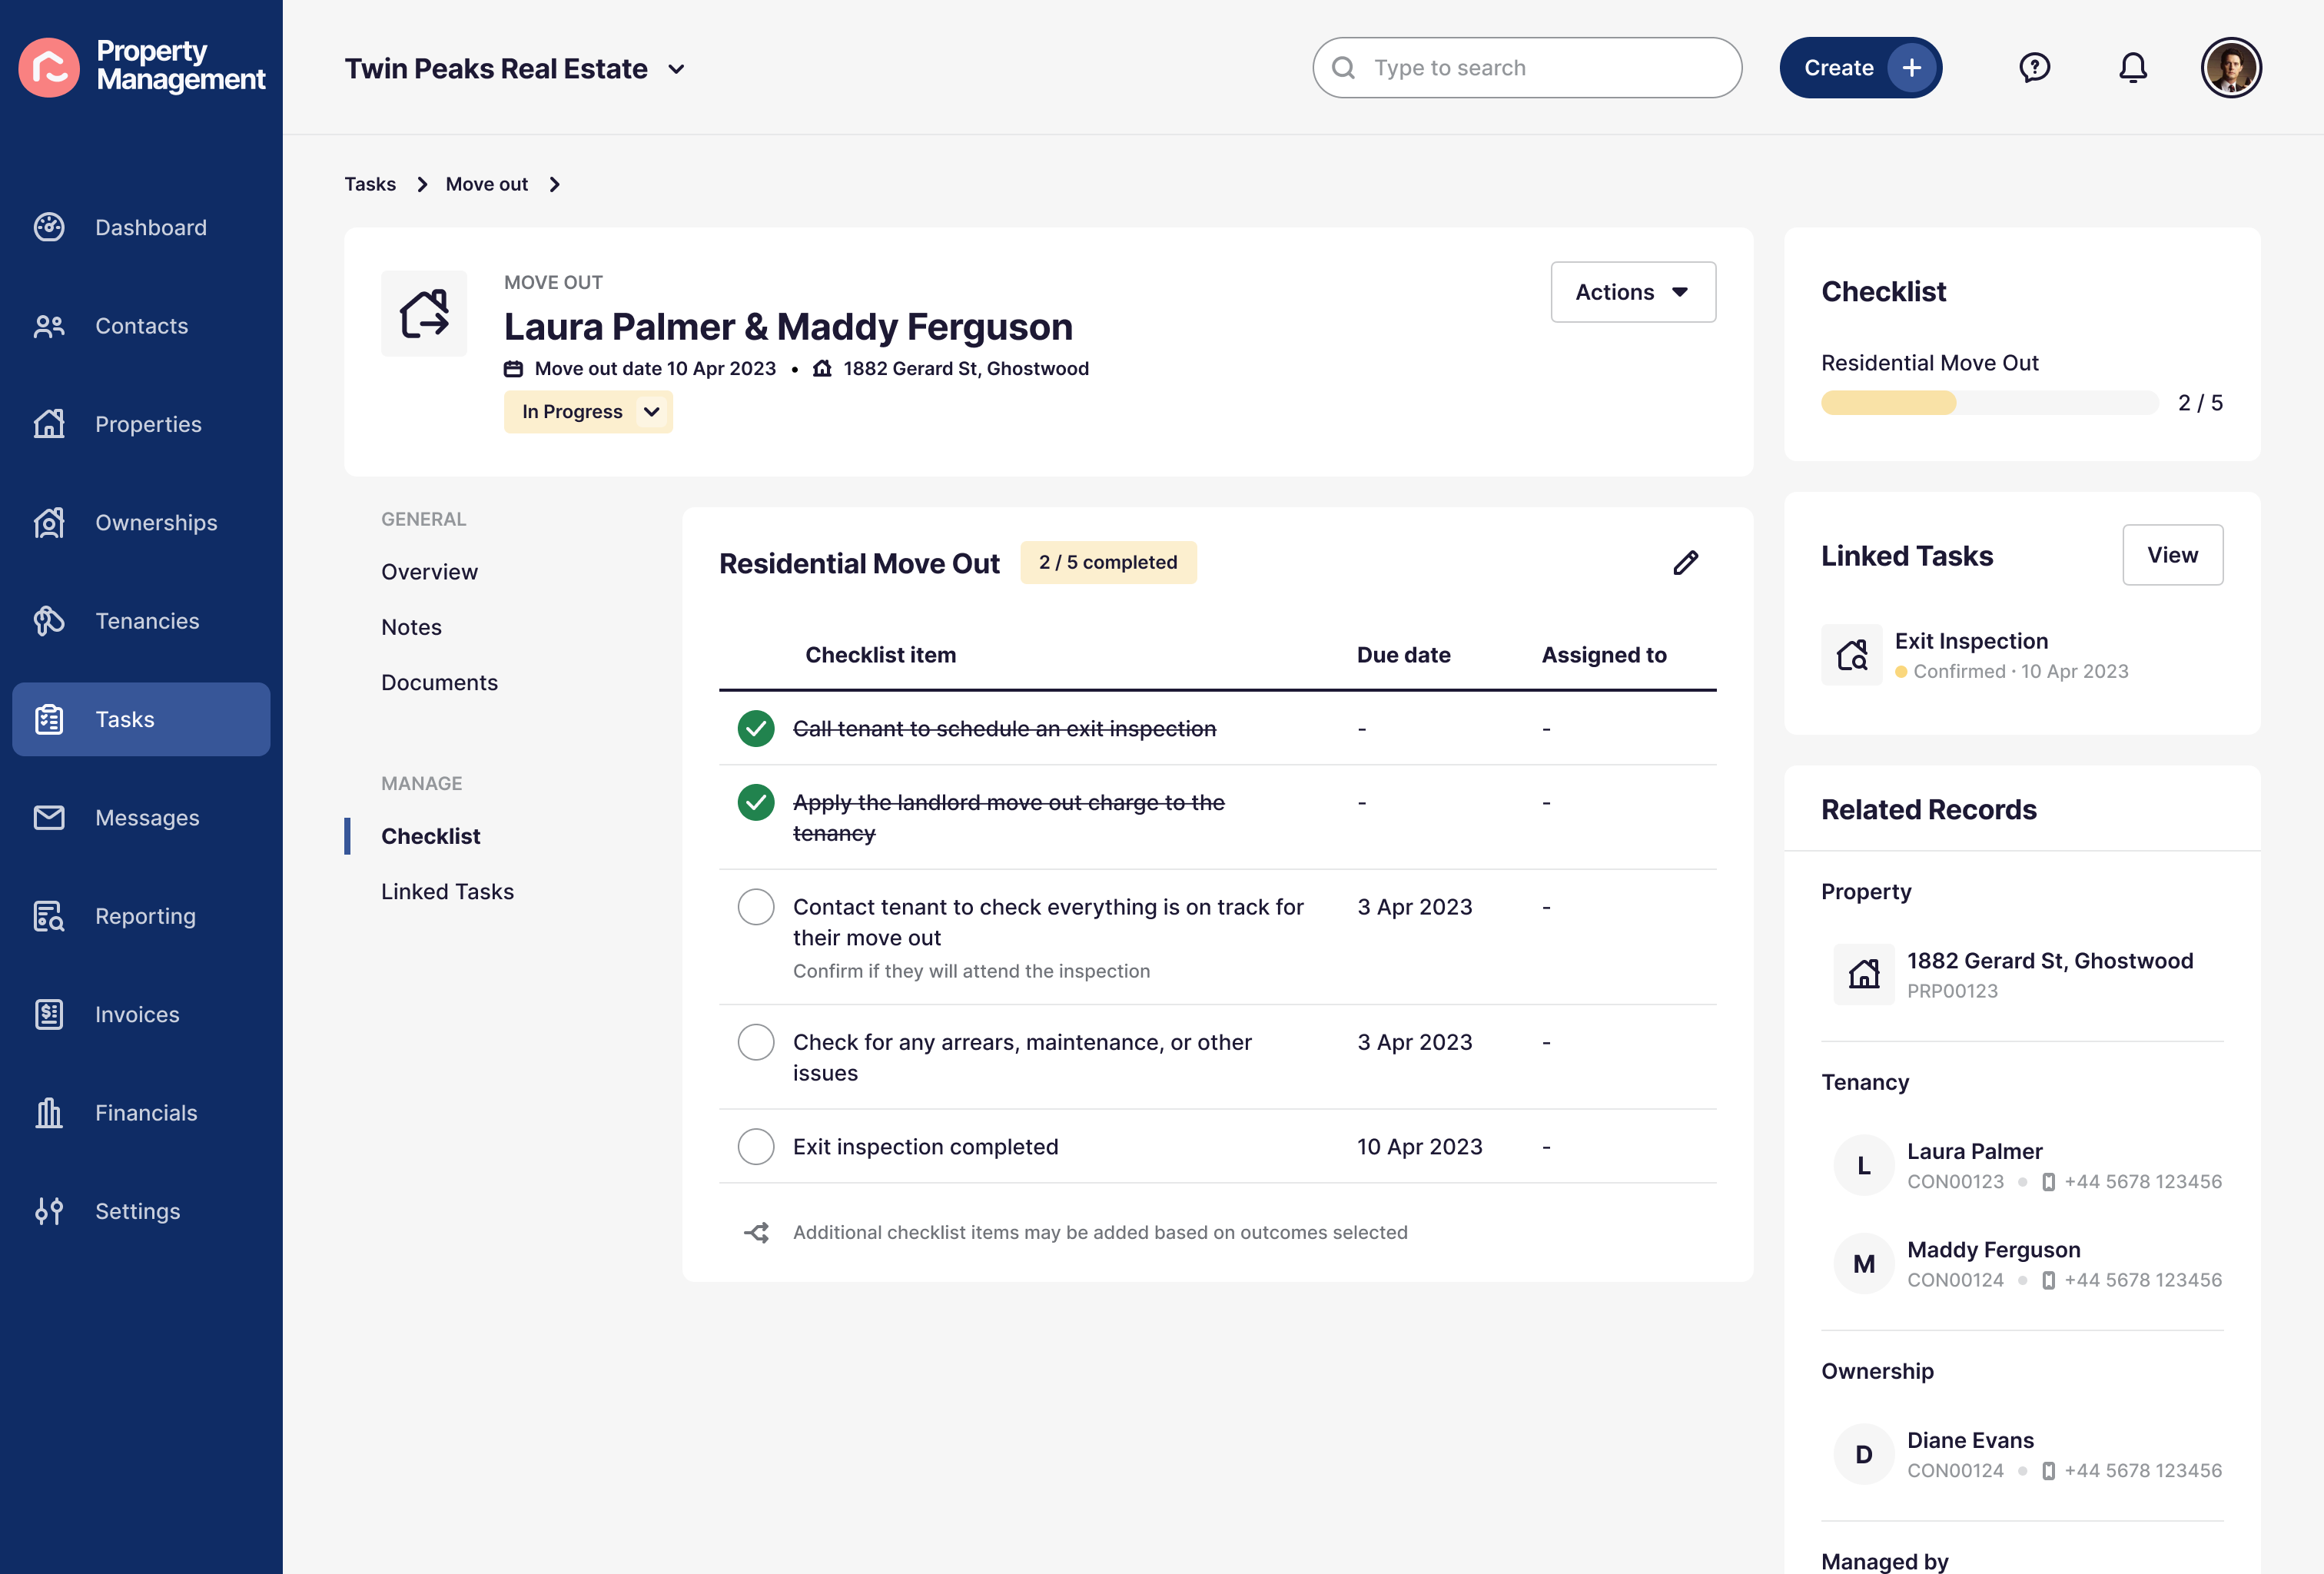 Property
Management
Twin Peaks Real Estate
Type to search
Create
Dashboard
Contacts
Properties
Ownerships
Tenancies
Tasks
Messages
Reporting
Invoices
Financials
Settings
Tasks
Move out
MOVE OUT
Laura Palmer & Maddy Ferguson
Move out date 10 Apr 2023 • 1882 Gerard St, Ghostwood
In Progress
Actions
GENERAL
Overview
Notes
Documents
MANAGE
Checklist
Linked Tasks
Residential Move Out
2 / 5 completed
Checklist item Due date Assigned to
Call tenant to schedule an exit inspection - -
Apply the landlord move out charge to the - -
tenancy
Contact tenant to check everything is on track for 3 Apr 2023 -
their move out
Confirm if they will attend the inspection
Check for any arrears, maintenance, or other 3 Apr 2023 -
issues
Exit inspection completed 10 Apr 2023 -
Additional checklist items may be added based on outcomes selected
Checklist
Residential Move Out
2 / 5
Linked Tasks
View
Exit Inspection
Confirmed · 10 Apr 2023
Related Records
Property
1882 Gerard St, Ghostwood
PRP00123
Tenancy
L
Laura Palmer
CON00123 +44 5678 123456
M
Maddy Ferguson
CON00124 +44 5678 123456
Ownership
D
Diane Evans
CON00124 +44 5678 123456
Managed by